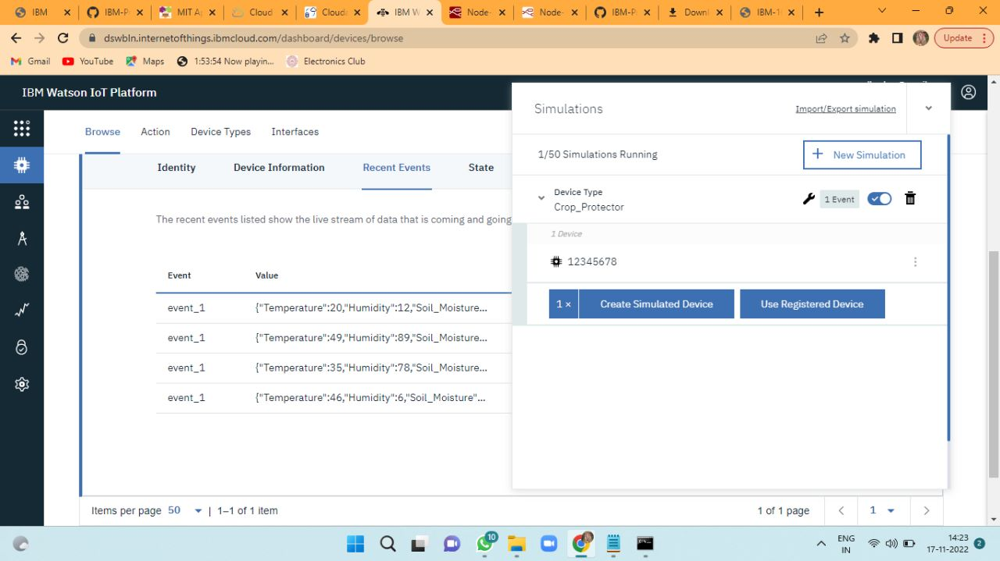 IBM
IBM-P
MIT Ap
Cloud
Clouda
IBM W
Node-
Node-
IBM-P
Downl
IBM-1
dswbln.internetofthings.ibmcloud.com/dashboard/devices/browse
Update
Gmail
YouTube
Maps
1:53:54 Now playin...
Electronics Club
IBM Watson IoT Platform
Browse
Action
Device Types
Interfaces
Identity
Device Information
Recent Events
State
The recent events listed show the live stream of data that is coming and going
Event Value
event_1 {"Temperature":20,"Humidity":12,"Soil_Moisture...
event_1 {"Temperature":49,"Humidity":89,"Soil_Moisture...
event_1 {"Temperature":35,"Humidity":78,"Soil_Moisture...
event_1 {"Temperature":46,"Humidity":6,"Soil_Moisture"...
Simulations
Import/Export simulation
1/50 Simulations Running
+ New Simulation
Device Type
Crop_Protector
1 Event
1 Device
12345678
1 × Create Simulated Device
Use Registered Device
Items per page 50 | 1–1 of 1 item
1 of 1 page
1
10
ENG
IN
14:23
17-11-2022
2